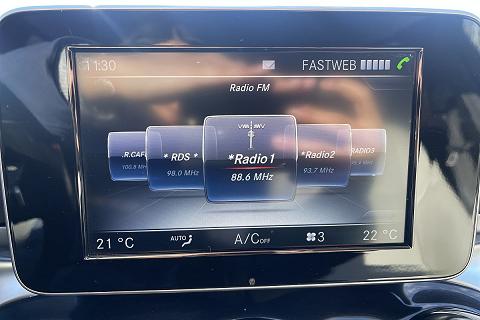 11:30 FASTWEB
Radio FM
.R.CAFE * RDS * *Radio1 *Radio2 RADIO3
100.8 MHz 98.0 MHz 88.6 MHz 93.7 MHz
21 °C AUTO A/C OFF 3 22 °C